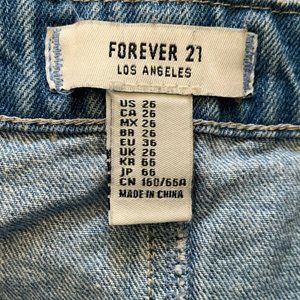 FOREVER 21
LOS ANGELES
US 26
CA 26
MX 26
BR 26
EU 36
UK 26
KR 66
JP 66
CN 160/66A
MADE IN CHINA